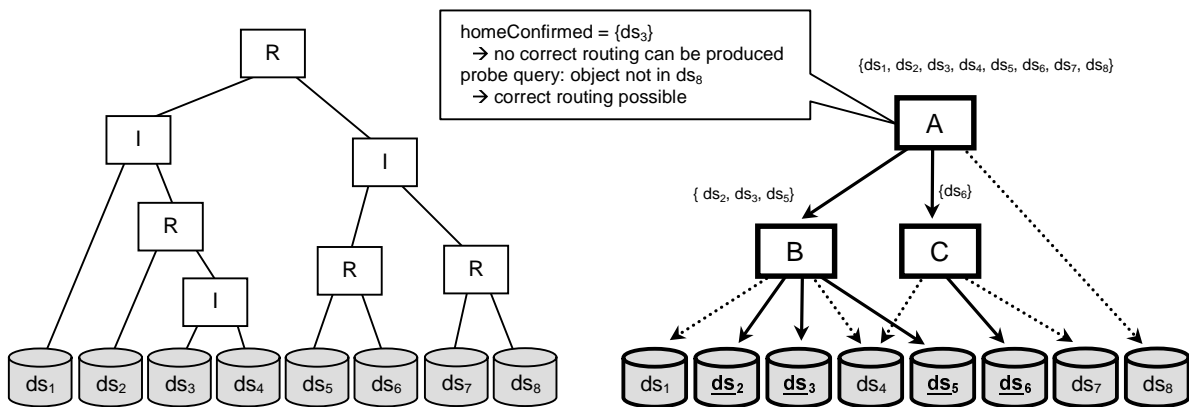 R
I
I
R
R
R
I
ds1
ds2
ds3
ds4
ds5
ds6
ds7
ds8
homeConfirmed = {ds3}
→ no correct routing can be produced
probe query: object not in ds8
→ correct routing possible
{ds1, ds2, ds3, ds4, ds5, ds6, ds7, ds8}
A
{ ds2, ds3, ds5}
{ds6}
B
C
ds1
ds2
ds3
ds4
ds5
ds6
ds7
ds8